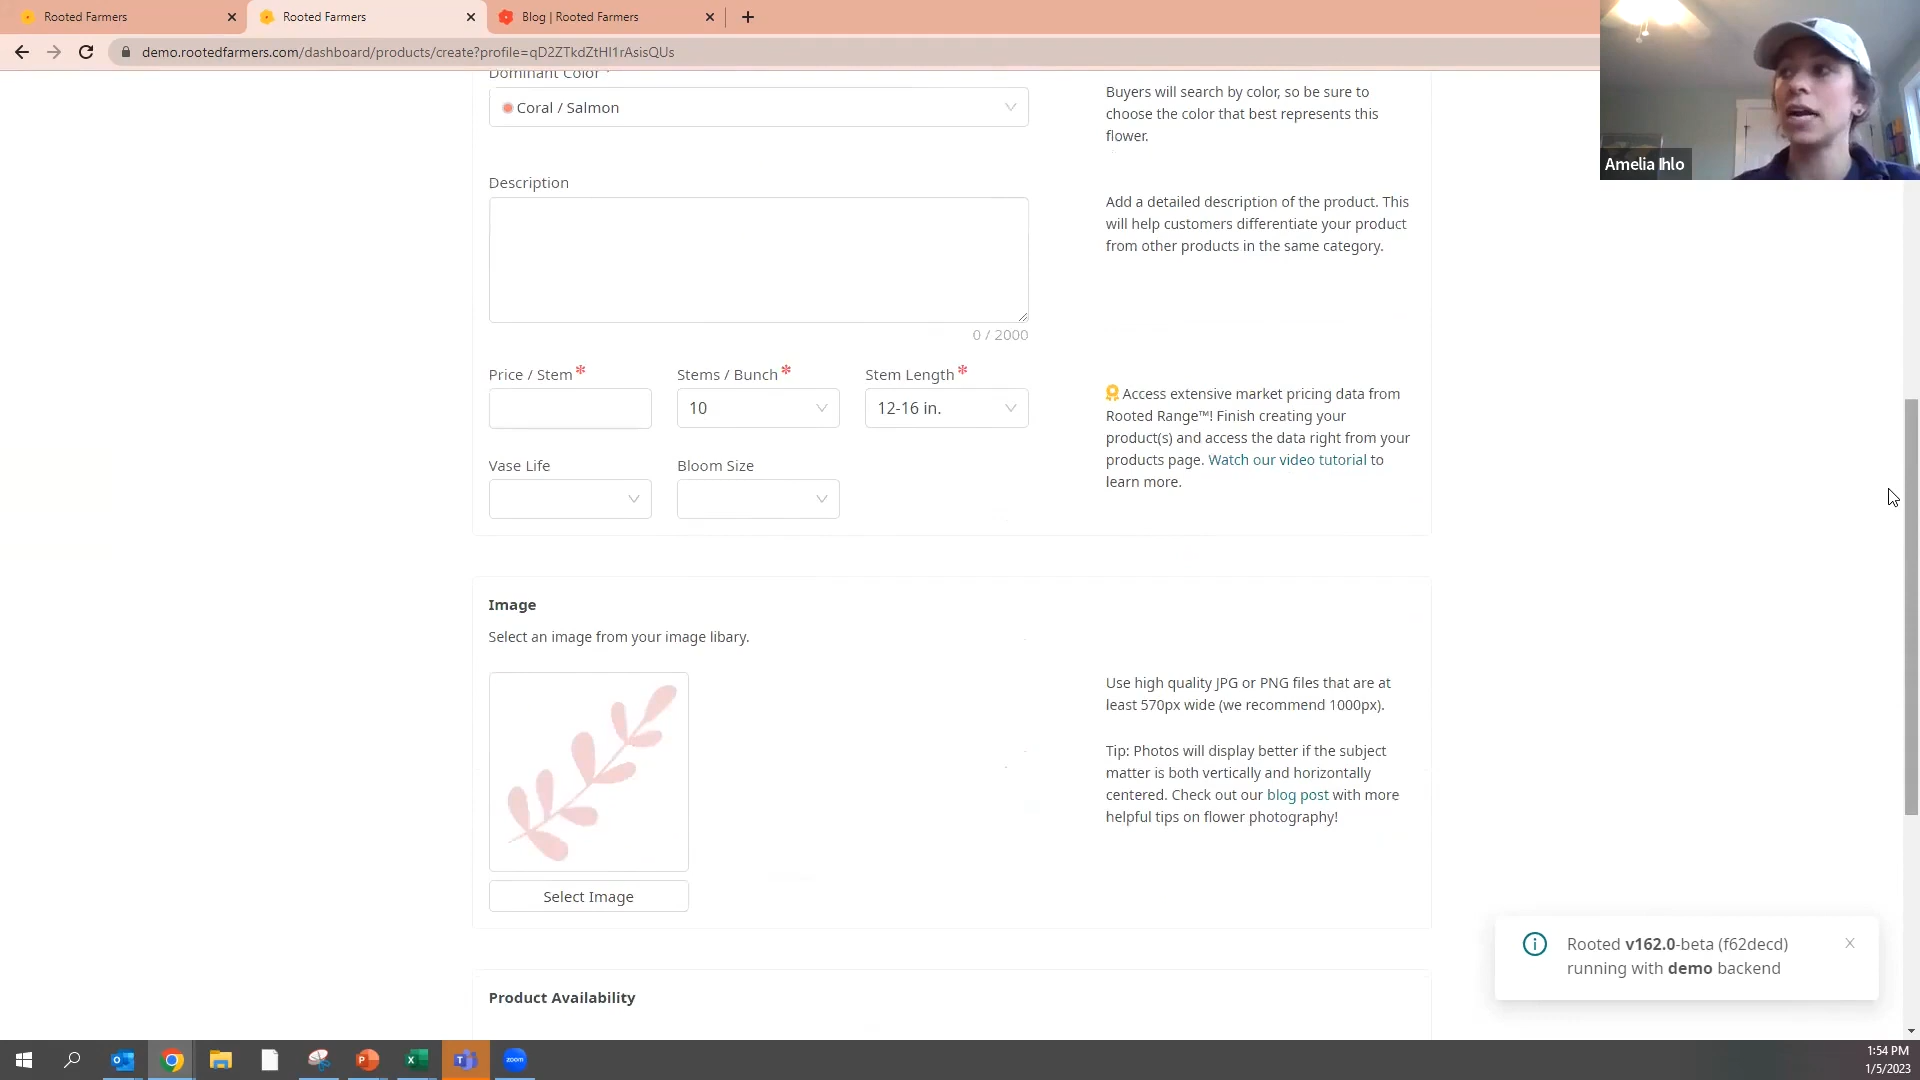 Rooted Farmers
Rooted Farmers
Blog | Rooted Farmers
demo.rootedfarmers.com/dashboard/products/create?profile=qD2ZTkdZtHI1rAsisQUs
Amelia Ihlo
Dominant Color *
Coral / Salmon
Buyers will search by color, so be sure to
choose the color that best represents this
flower.
Description
Add a detailed description of the product. This
will help customers differentiate your product
from other products in the same category.
0 / 2000
Price / Stem *
Stems / Bunch *
Stem Length *
10
12-16 in.
Access extensive market pricing data from
Rooted Range™! Finish creating your
product(s) and access the data right from your
products page. Watch our video tutorial to
learn more.
Vase Life
Bloom Size
Image
Select an image from your image libary.
Use high quality JPG or PNG files that are at
least 570px wide (we recommend 1000px).
Tip: Photos will display better if the subject
matter is both vertically and horizontally
centered. Check out our blog post with more
helpful tips on flower photography!
Select Image
Rooted v162.0-beta (f62decd)
running with demo backend
Product Availability
zoom
1:54 PM
1/5/2023